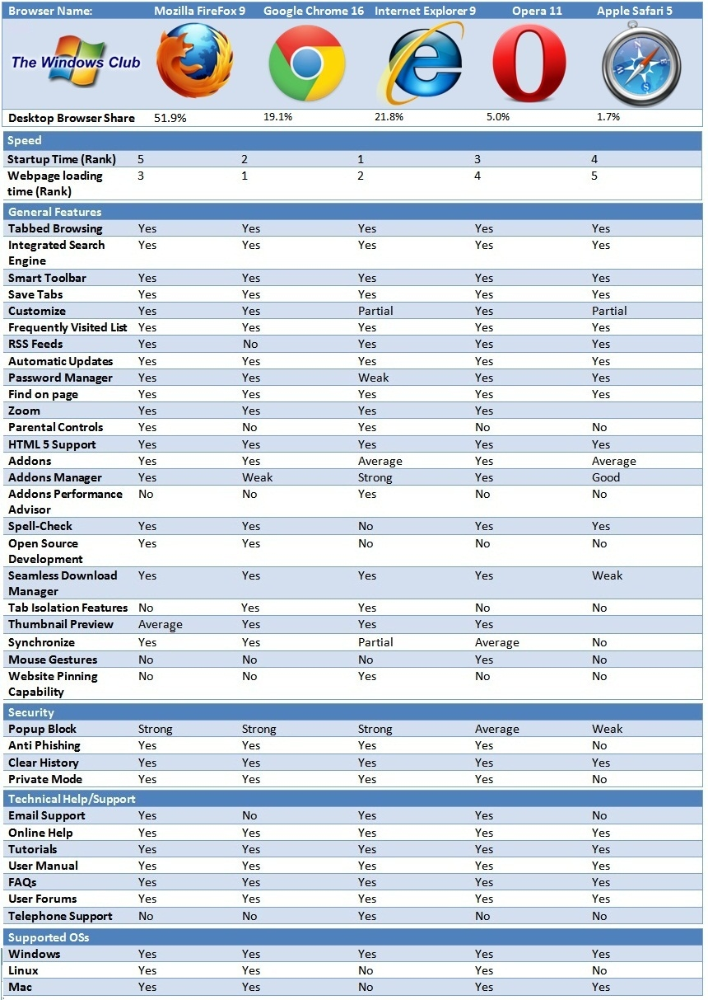 Browser Name: Mozilla FireFox 9 Google Chrome 16 Internet Explorer 9 Opera 11 Apple Safari 5
The Windows Club
Desktop Browser Share 51.9% 19.1% 21.8% 5.0% 1.7%
Speed
Startup Time (Rank) 5 2 1 3 4
Webpage loading 3 1 2 4 5
time (Rank)
General Features
Tabbed Browsing Yes Yes Yes Yes Yes
Integrated Search Yes Yes Yes Yes Yes
Engine
Smart Toolbar Yes Yes Yes Yes Yes
Save Tabs Yes Yes Yes Yes Yes
Customize Yes Yes Partial Yes Partial
Frequently Visited List Yes Yes Yes Yes Yes
RSS Feeds Yes No Yes Yes Yes
Automatic Updates Yes Yes Yes Yes Yes
Password Manager Yes Yes Weak Yes Yes
Find on page Yes Yes Yes Yes Yes
Zoom Yes Yes Yes Yes
Parental Controls Yes No Yes No No
HTML 5 Support Yes Yes Yes Yes Yes
Addons Yes Yes Average Yes Average
Addons Manager Yes Weak Strong Yes Good
Addons Performance No No Yes No No
Advisor
Spell-Check Yes Yes No Yes Yes
Open Source Yes Yes No No No
Development
Seamless Download Yes Yes Yes Yes Weak
Manager
Tab Isolation Features No Yes Yes No No
Thumbnail Preview Average Yes Yes Yes
Synchronize Yes Yes Partial Average No
Mouse Gestures No No No Yes No
Website Pinning No No Yes No No
Capability
Security
Popup Block Strong Strong Strong Average Weak
Anti Phishing Yes Yes Yes Yes No
Clear History Yes Yes Yes Yes Yes
Private Mode Yes Yes Yes Yes No
Technical Help/Support
Email Support Yes No Yes Yes No
Online Help Yes Yes Yes Yes Yes
Tutorials Yes Yes Yes Yes Yes
User Manual Yes Yes Yes Yes Yes
FAQs Yes Yes Yes Yes Yes
User Forums Yes Yes Yes Yes Yes
Telephone Support No No Yes No No
Supported OSs
Windows Yes Yes Yes Yes Yes
Linux Yes Yes No Yes No
Mac Yes Yes No Yes Yes